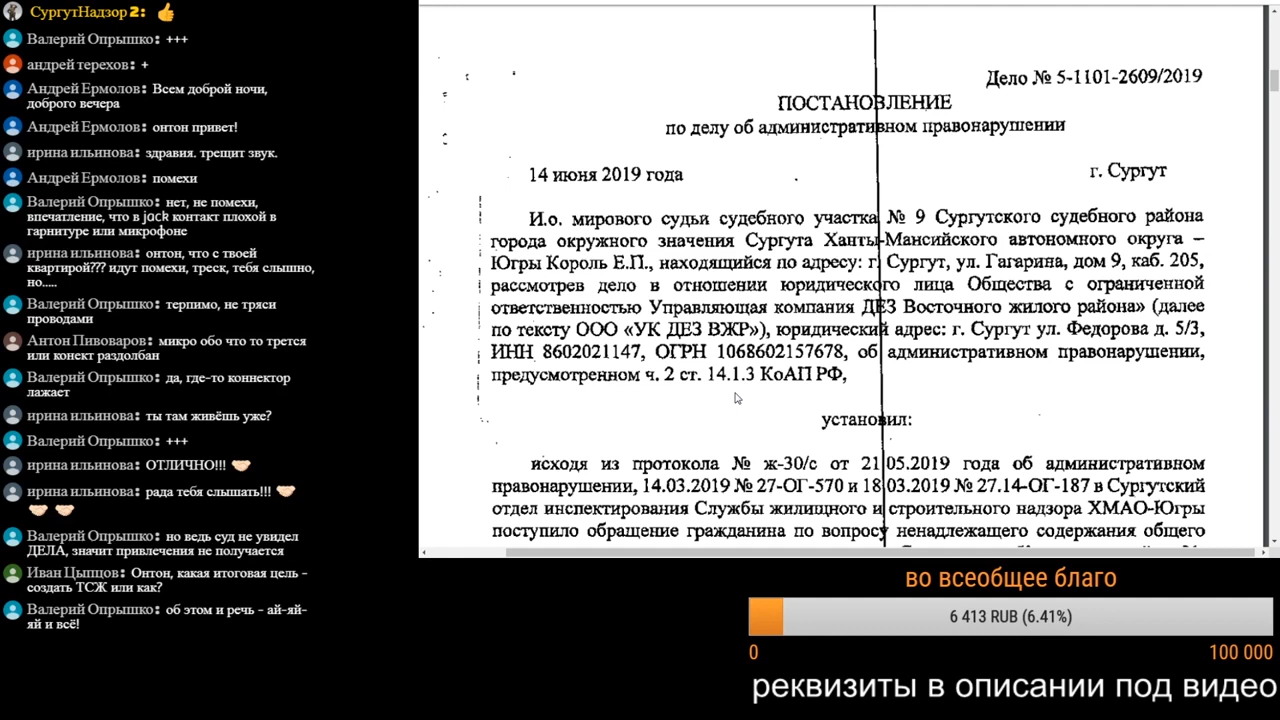 СургутНадзор 2: 👍
Валерий Опрышко: +++
андрей терехов: +
Андрей Ермолов: Всем доброй ночи,
доброго вечера
Андрей Ермолов: онтон привет!
ирина ильинова: здравия. трещит звук.
Андрей Ермолов: помехи
Валерий Опрышко: нет, не помехи,
впечатление, что в jack контакт плохой в
гарнитуре или микрофоне
ирина ильинова: онтон, что с твоей
квартирой??? идут помехи, треск, тебя слышно,
но.....
Валерий Опрышко: терпимо, не тряси
проводами
Антон Пивоваров: микро обо что то трется
или конект раздолбан
Валерий Опрышко: да, где-то коннектор
лажает
ирина ильинова: ты там живёшь уже?
Валерий Опрышко: +++
ирина ильинова: ОТЛИЧНО!!!
ирина ильинова: рада тебя слышать!!!
Валерий Опрышко: но ведь суд не увидел
ДЕЛА, значит привлечения не получается
Иван Цыпцов: Онтон, какая итоговая цель -
создать ТСЖ или как?
Валерий Опрышко: об этом и речь - ай-яй-
яй и всё!
Дело № 5-1101-2609/2019
ПОСТАНОВЛЕНИЕ
по делу об административном правонарушении
14 июня 2019 года г. Сургут
И.о. мирового судьи судебного участка № 9 Сургутского судебного района
города окружного значения Сургута Ханты-Мансийского автономного округа –
Югры Король Е.П., находящийся по адресу: г. Сургут, ул. Гагарина, дом 9, каб. 205,
рассмотрев дело в отношении юридического лица Общества с ограниченной
ответственностью Управляющая компания ДЕЗ Восточного жилого района» (далее
по тексту ООО «УК ДЕЗ ВЖР»), юридический адрес: г. Сургут ул. Федорова д. 5/3,
ИНН 8602021147, ОГРН 1068602157678, об административном правонарушении,
предусмотренном ч. 2 ст. 14.1.3 КоАП РФ,
установил:
исходя из протокола № ж-30/с от 21.05.2019 года об административном
правонарушении, 14.03.2019 № 27-ОГ-570 и 18.03.2019 № 27.14-ОГ-187 в Сургутский
отдел инспектирования Службы жилищного и строительного надзора ХМАО-Югры
поступило обращение гражданина по вопросу ненадлежащего содержания общего
во всеобщее благо
6 413 RUB (6.41%)
0 100 000
реквизиты в описании под видео